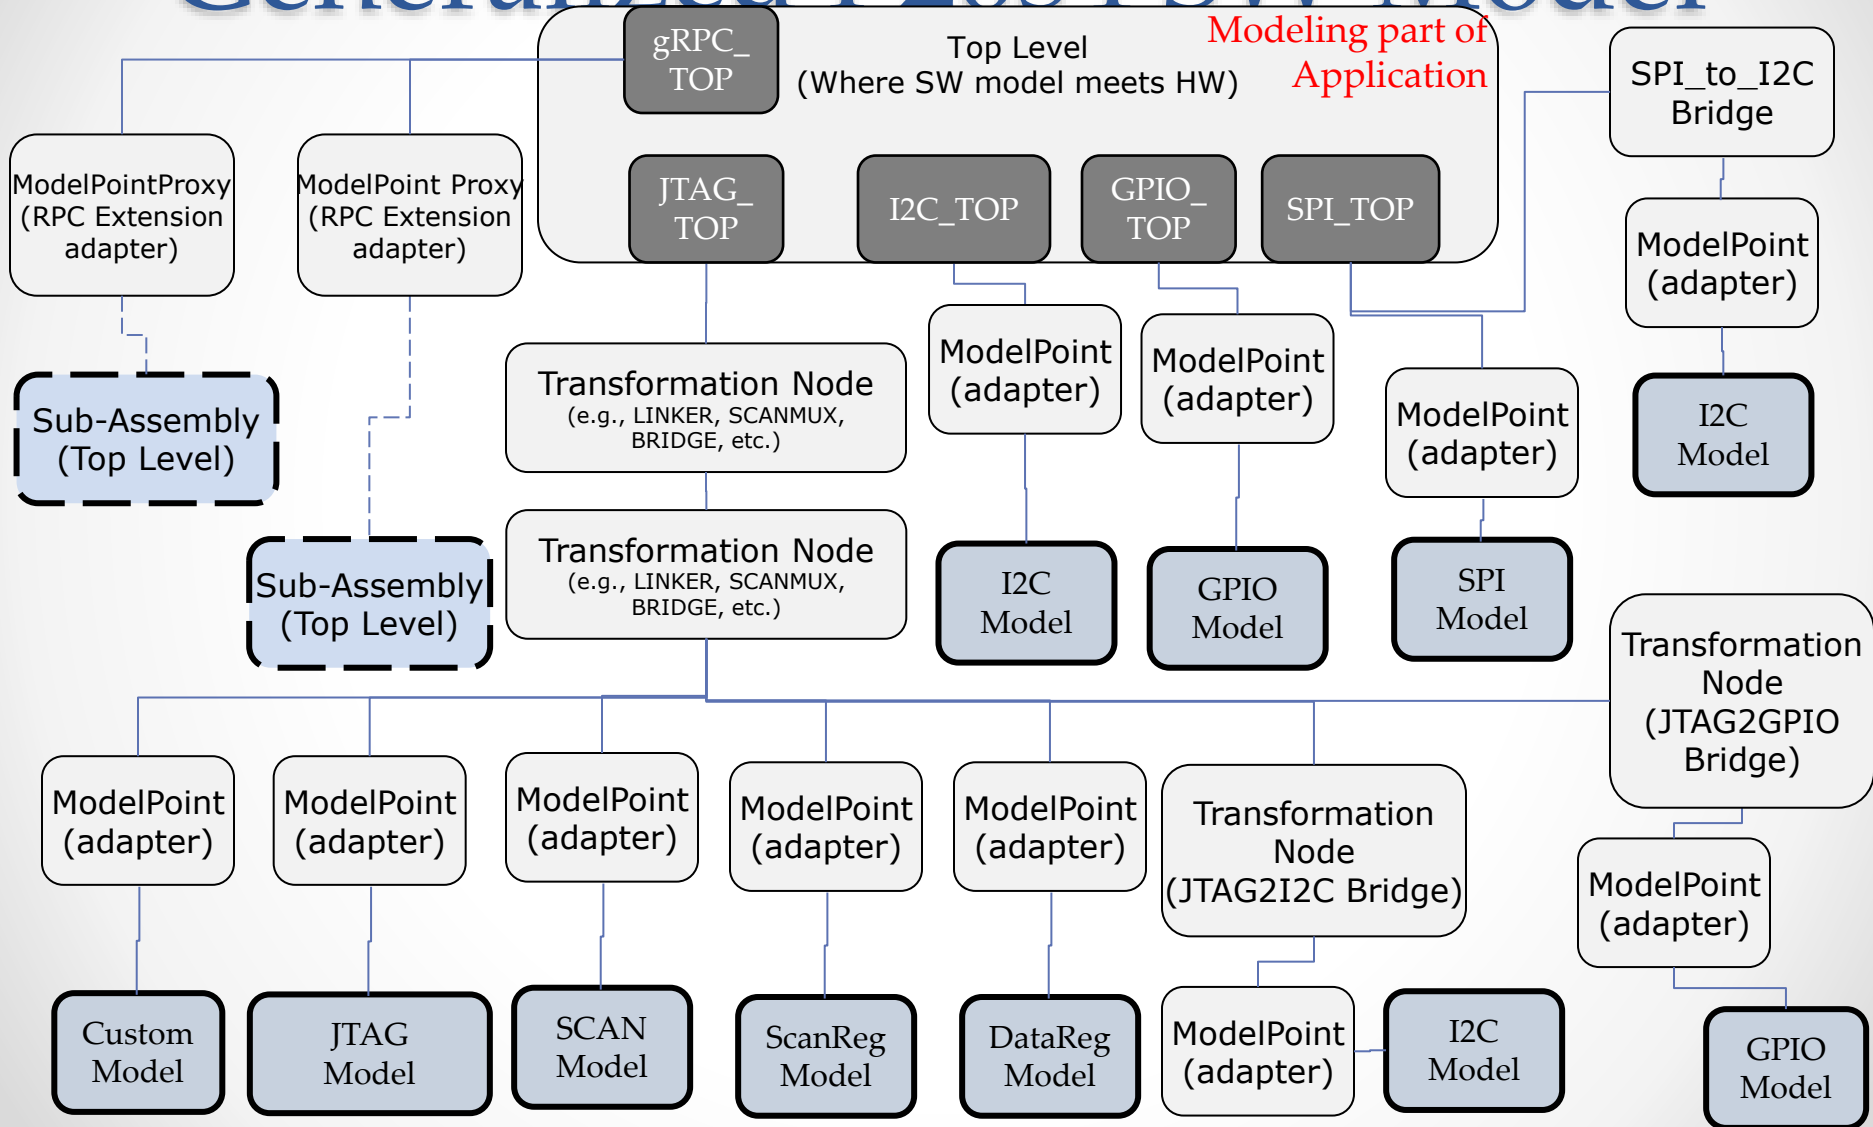 Generalized SW Model
gRPC_
TOP
Top Level
(Where SW model meets HW)
Modeling part of
Application
SPI_to_I2C
Bridge
ModelPointProxy
(RPC Extension
adapter)
ModelPoint Proxy
(RPC Extension
adapter)
JTAG_
TOP
I2C_TOP
GPIO_
TOP
SPI_TOP
ModelPoint
(adapter)
Sub-Assembly
(Top Level)
Transformation Node
(e.g., LINKER, SCANMUX,
BRIDGE, etc.)
ModelPoint
(adapter)
ModelPoint
(adapter)
ModelPoint
(adapter)
I2C
Model
Sub-Assembly
(Top Level)
Transformation Node
(e.g., LINKER, SCANMUX,
BRIDGE, etc.)
I2C
Model
GPIO
Model
SPI
Model
Transformation
Node
(JTAG2GPIO
Bridge)
ModelPoint
(adapter)
ModelPoint
(adapter)
ModelPoint
(adapter)
ModelPoint
(adapter)
ModelPoint
(adapter)
Transformation
Node
(JTAG2I2C Bridge)
ModelPoint
(adapter)
Custom
Model
JTAG
Model
SCAN
Model
ScanReg
Model
DataReg
Model
ModelPoint
(adapter)
I2C
Model
GPIO
Model